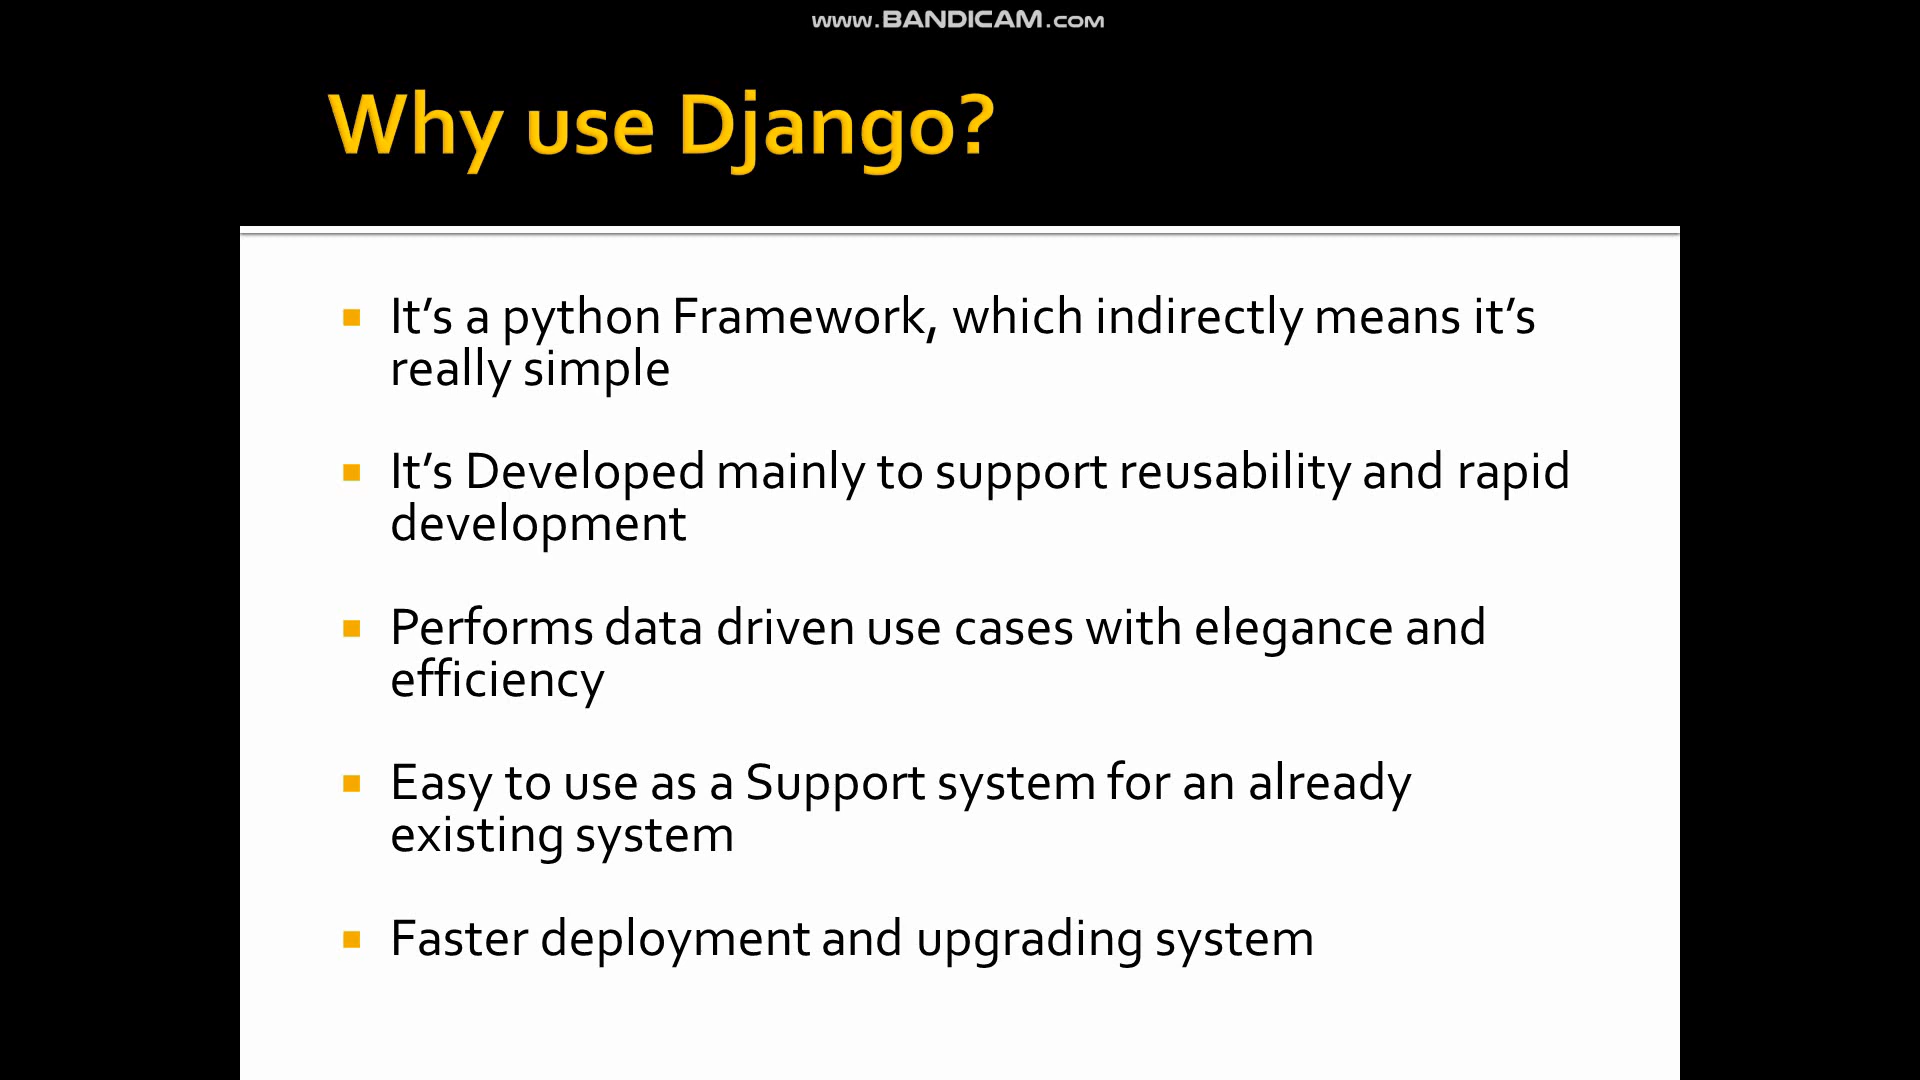 www.BANDICAM.com
Why use Django?
It’s a python Framework, which indirectly means it’s
really simple
It’s Developed mainly to support reusability and rapid
development
Performs data driven use cases with elegance and
efficiency
Easy to use as a Support system for an already
existing system
Faster deployment and upgrading system